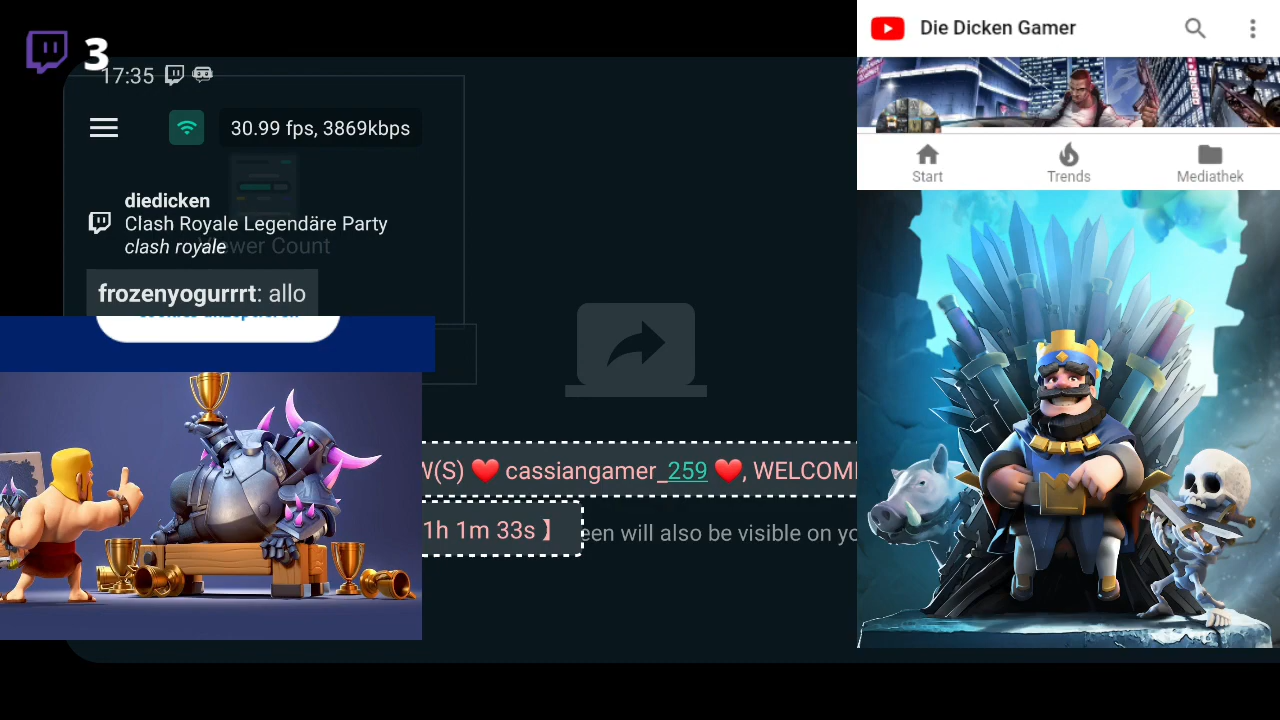 3
17:35
30.99 fps, 3869kbps
diedicken
Clash Royale Legendäre Party
clash royale
Count
frozenyogurrrt: allo
W(S) ❤️ cassiangamer_259 ❤️, WELCOM
1h 1m 33s 】
een will also be visible on yo
Die Dicken Gamer
Start
Trends
Mediathek